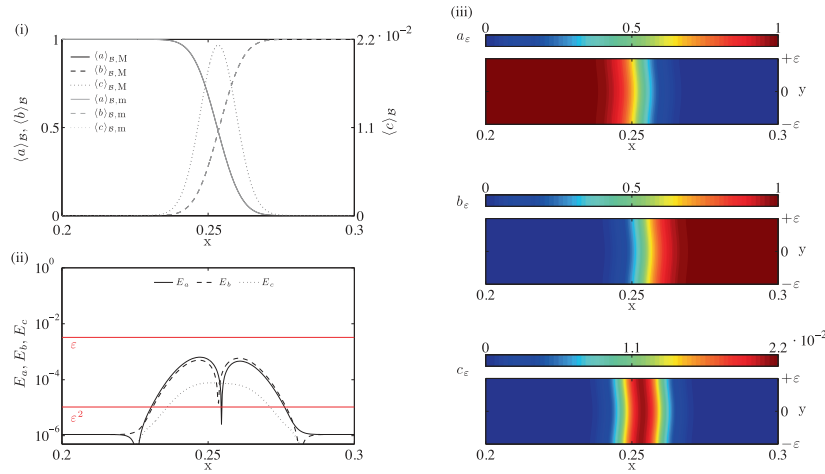 (i)
1
2.2 · 10⁻²
⟨a⟩_B,M
⟨b⟩_B,M
⟨c⟩_B,M
⟨a⟩_B,m
⟨b⟩_B,m
⟨c⟩_B,m
⟨a⟩_B, ⟨b⟩_B
0.5
1.1
⟨c⟩_B
0
0
0.2 0.25 0.3
x
(ii)
10⁰
E_a E_b E_c
10⁻²
ε
E_a, E_b, E_c
10⁻⁴
ε²
10⁻⁶
0.2 0.25 0.3
x
(iii)
0 0.5 1
a_ε
+ε
0 y
−ε
0.2 0.25 0.3
x
0 0.5 1
b_ε
+ε
0 y
−ε
0.2 0.25 0.3
x
0 1.1 2.2 · 10⁻²
c_ε
+ε
0 y
−ε
0.2 0.25 0.3
x